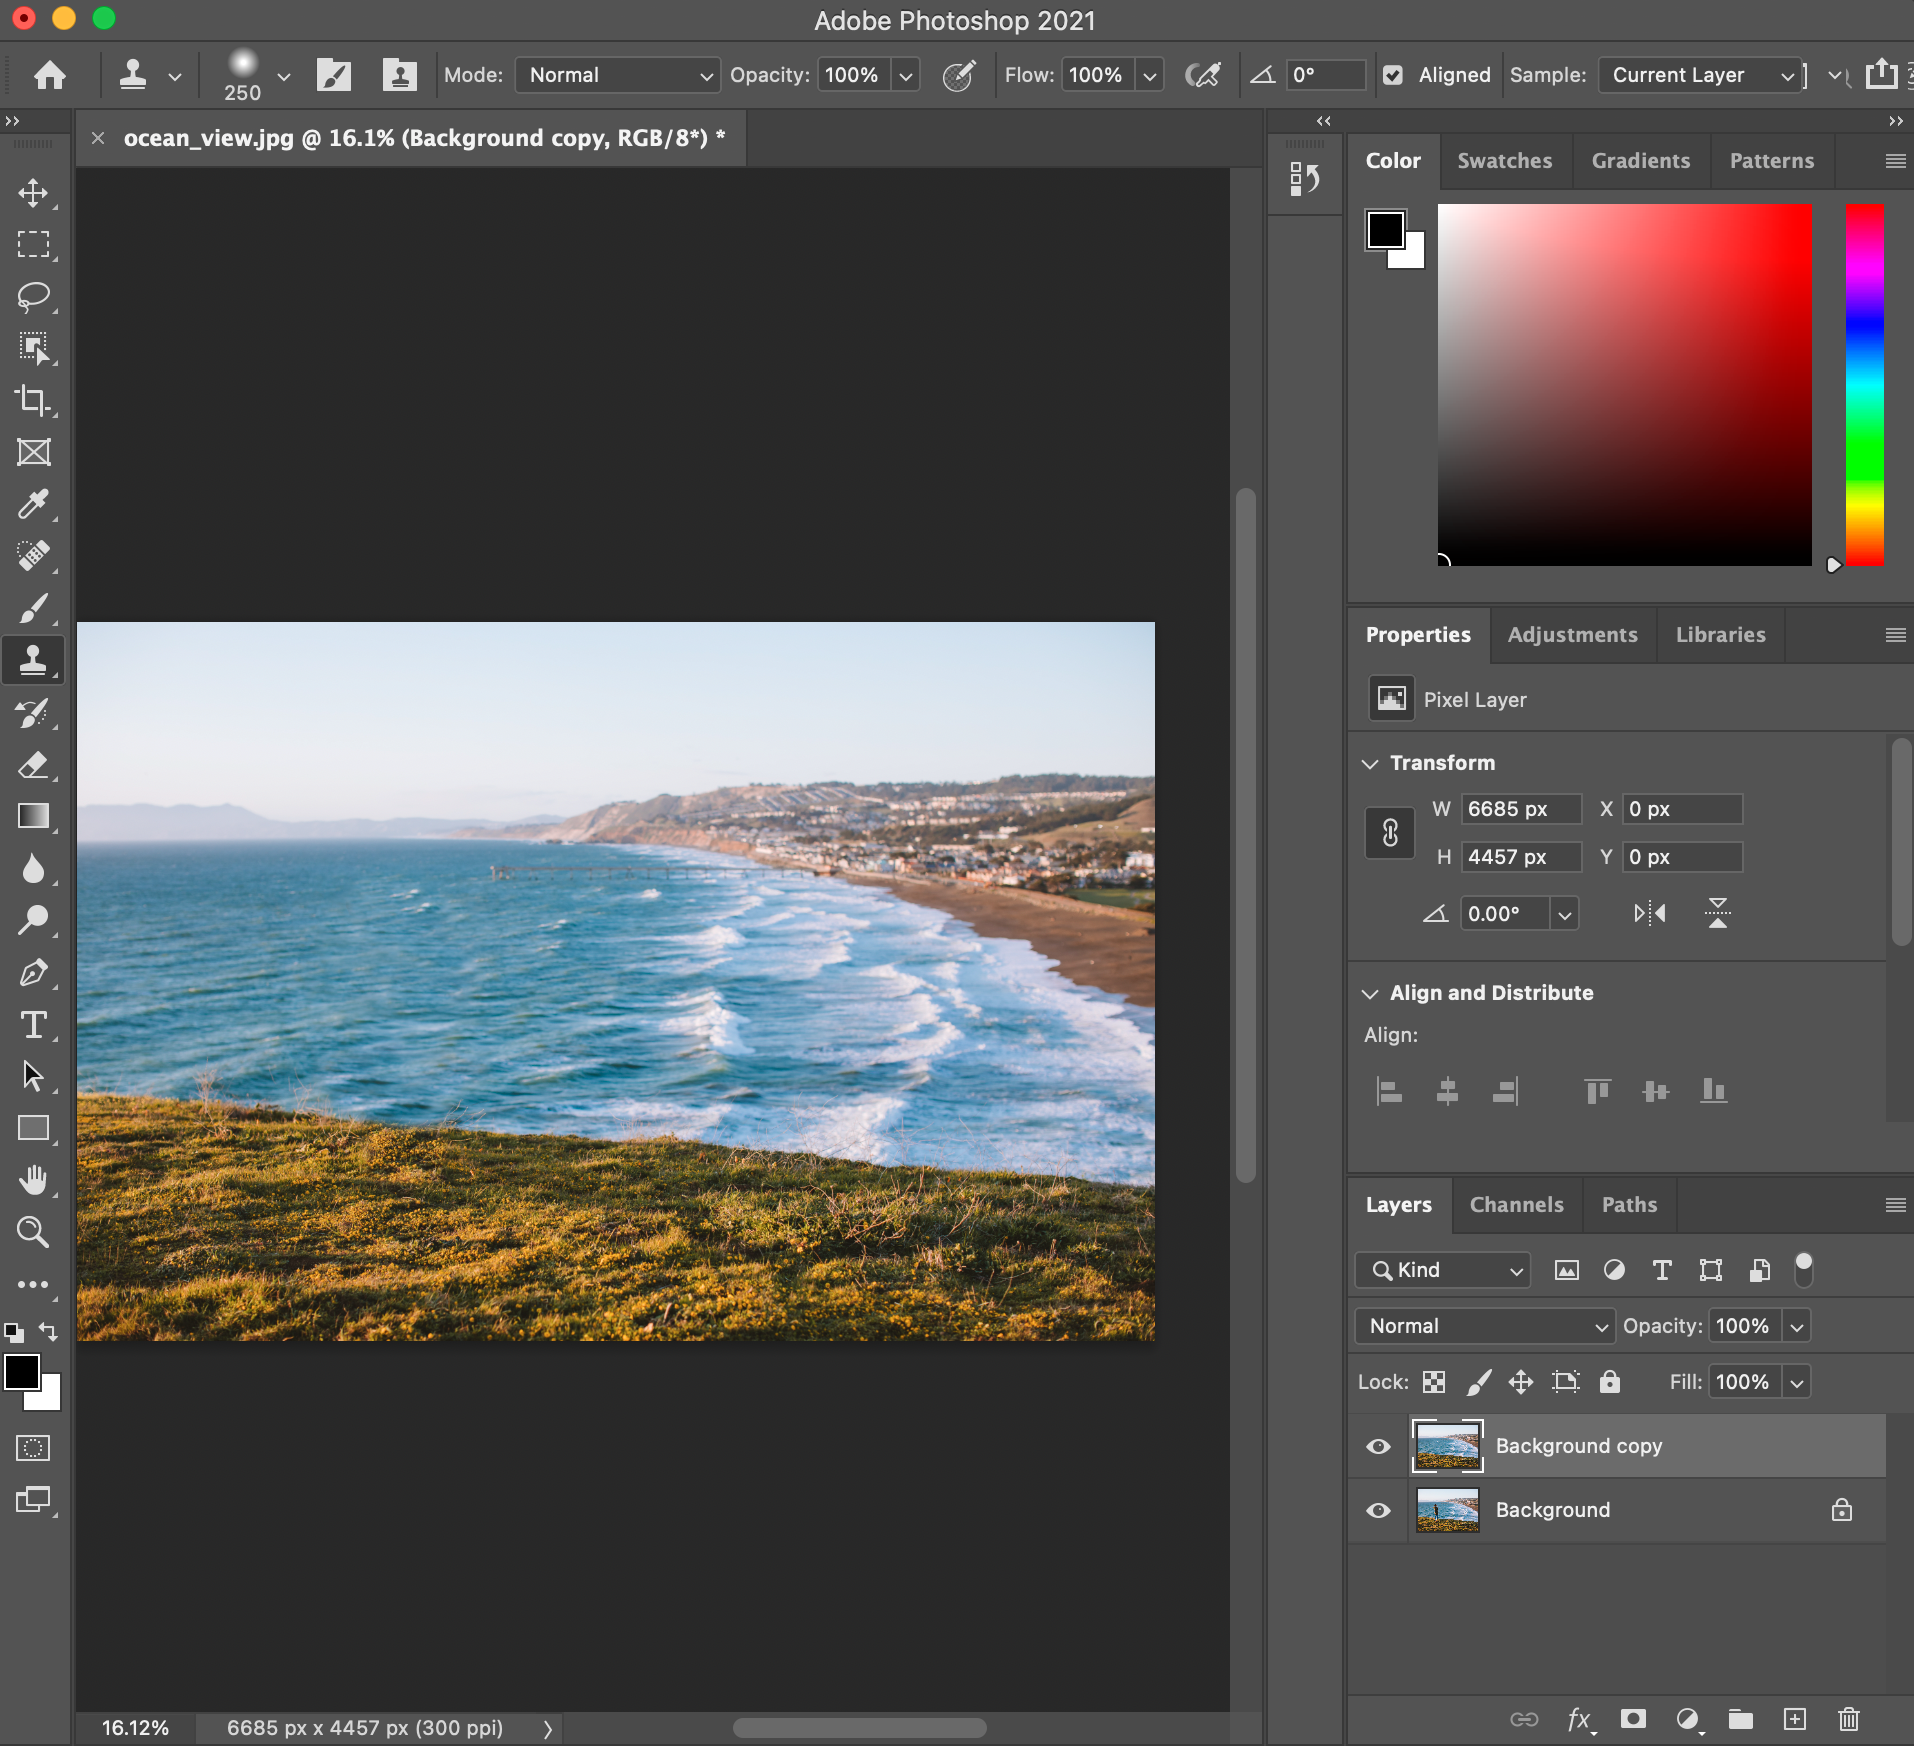 Adobe Photoshop 2021
250
Mode: Normal Opacity: 100% Flow: 100% 0° Aligned Sample: Current Layer
ocean_view.jpg @ 16.1% (Background copy, RGB/8*) *
Color Swatches Gradients Patterns
Properties Adjustments Libraries
Pixel Layer
Transform
W 6685 px X 0 px
H 4457 px Y 0 px
0.00°
Align and Distribute
Align:
Layers Channels Paths
Kind
Normal Opacity: 100%
Lock: Fill: 100%
Background copy
Background
fx
16.12% 6685 px x 4457 px (300 ppi)